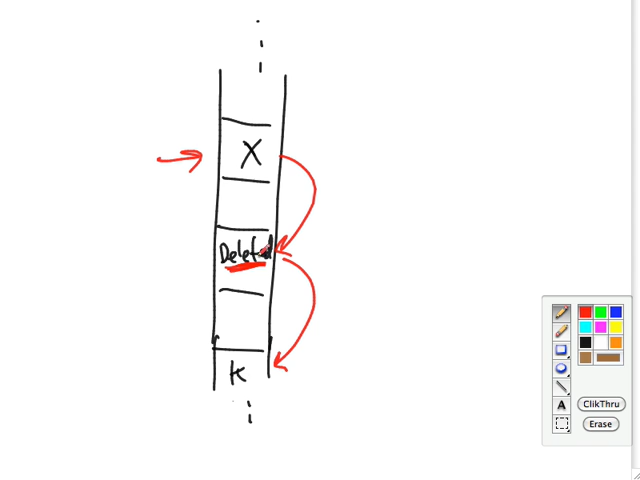 X
Deleted
K
A
ClikThru
Erase